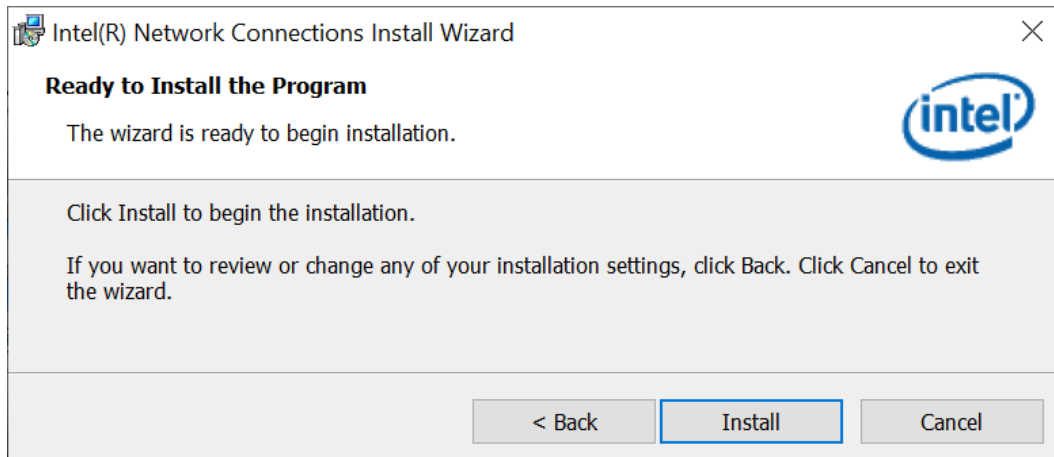 Intel(R) Network Connections Install Wizard
Ready to Install the Program
The wizard is ready to begin installation.
intel
Click Install to begin the installation.
If you want to review or change any of your installation settings, click Back. Click Cancel to exit
the wizard.
< Back
Install
Cancel